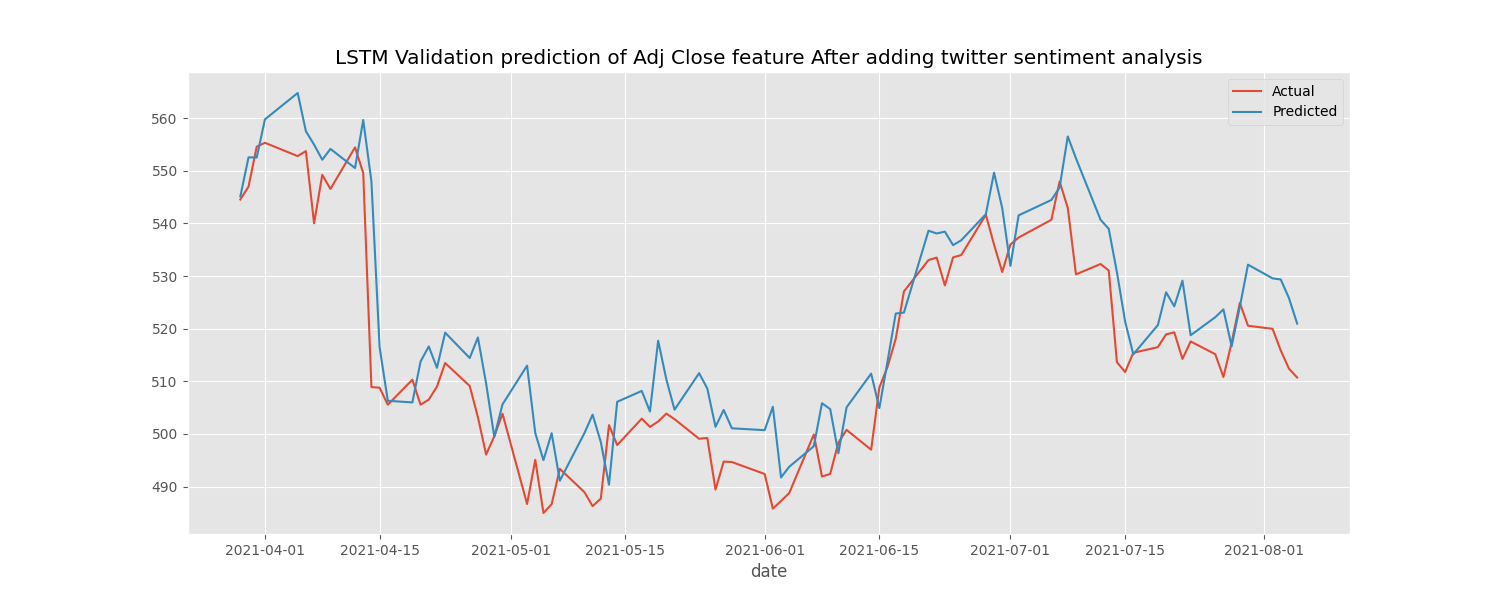 LSTM Validation prediction of Adj Close feature After adding twitter sentiment analysis
Actual
Predicted
560
550
540
530
520
510
500
490
2021-04-01 2021-04-15 2021-05-01 2021-05-15 2021-06-01 2021-06-15 2021-07-01 2021-07-15 2021-08-01
date